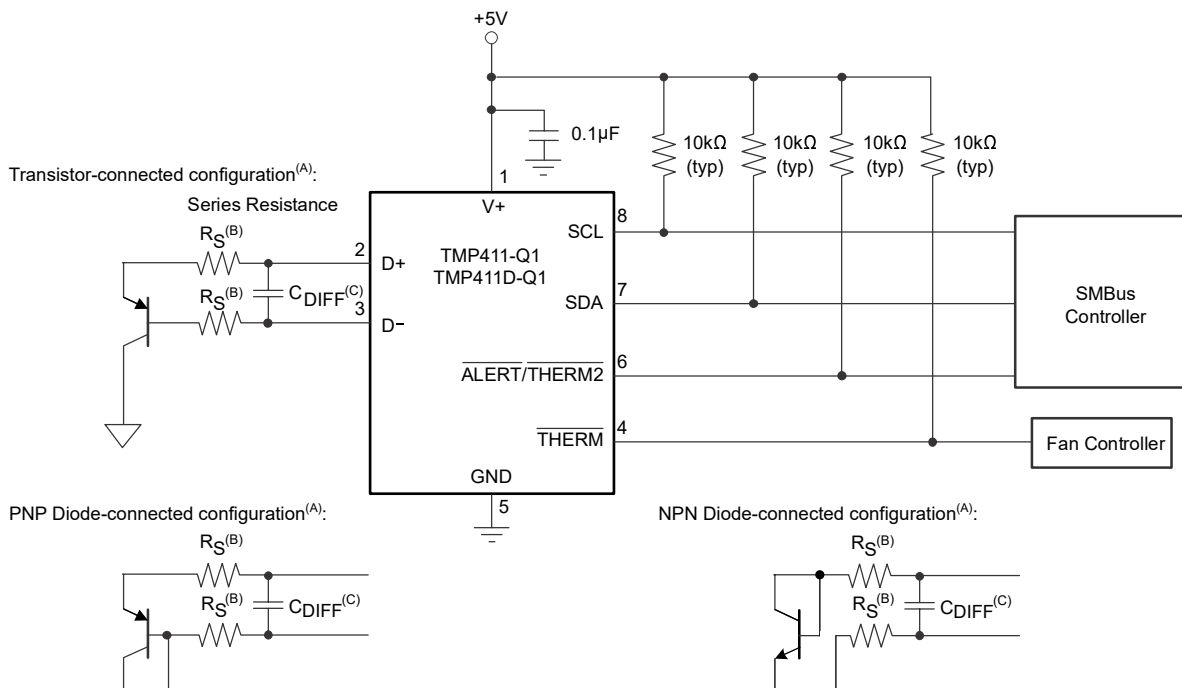 +5V
0.1µF
10kΩ
(typ)
10kΩ
(typ)
10kΩ
(typ)
10kΩ
(typ)
Transistor-connected configuration(A):
Series Resistance
RS(B)
RS(B)
CDIFF(C)
1
V+
2
D+
3
D−
TMP411-Q1
TMP411D-Q1
8
SCL
7
SDA
6
ALERT/THERM2
4
THERM
GND
5
SMBus
Controller
Fan Controller
PNP Diode-connected configuration(A):
RS(B)
RS(B)
CDIFF(C)
NPN Diode-connected configuration(A):
RS(B)
RS(B)
CDIFF(C)